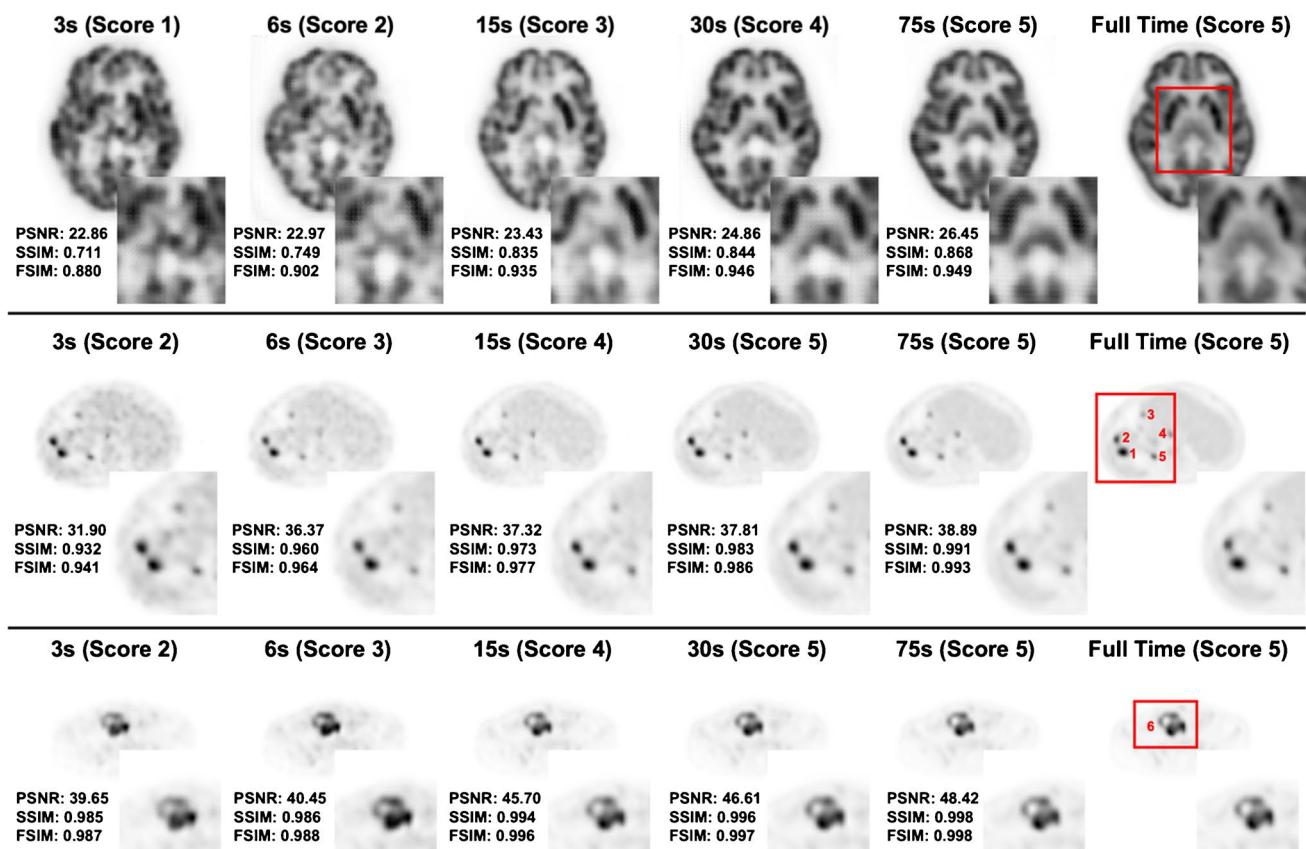 3s (Score 1) 6s (Score 2) 15s (Score 3) 30s (Score 4) 75s (Score 5) Full Time (Score 5)
PSNR: 22.86 PSNR: 22.97 PSNR: 23.43 PSNR: 24.86 PSNR: 26.45
SSIM: 0.711 SSIM: 0.749 SSIM: 0.835 SSIM: 0.844 SSIM: 0.868
FSIM: 0.880 FSIM: 0.902 FSIM: 0.935 FSIM: 0.946 FSIM: 0.949
3s (Score 2) 6s (Score 3) 15s (Score 4) 30s (Score 5) 75s (Score 5) Full Time (Score 5)
3
2 4
1 5
PSNR: 31.90 PSNR: 36.37 PSNR: 37.32 PSNR: 37.81 PSNR: 38.89
SSIM: 0.932 SSIM: 0.960 SSIM: 0.973 SSIM: 0.983 SSIM: 0.991
FSIM: 0.941 FSIM: 0.964 FSIM: 0.977 FSIM: 0.986 FSIM: 0.993
3s (Score 2) 6s (Score 3) 15s (Score 4) 30s (Score 5) 75s (Score 5) Full Time (Score 5)
6
PSNR: 39.65 PSNR: 40.45 PSNR: 45.70 PSNR: 46.61 PSNR: 48.42
SSIM: 0.985 SSIM: 0.986 SSIM: 0.994 SSIM: 0.996 SSIM: 0.998
FSIM: 0.987 FSIM: 0.988 FSIM: 0.996 FSIM: 0.997 FSIM: 0.998